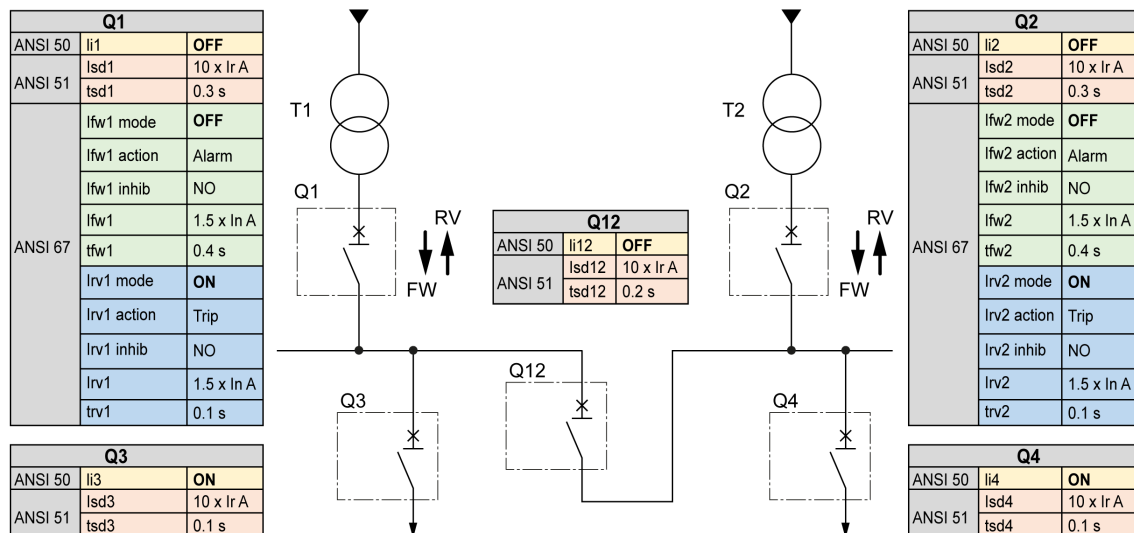 Q1
ANSI 50 Ii1 OFF
ANSI 51 Isd1 10 x Ir A
tsd1 0.3 s
ANSI 67 Ifw1 mode OFF
Ifw1 action Alarm
Ifw1 inhib NO
Ifw1 1.5 x In A
tfw1 0.4 s
Irv1 mode ON
Irv1 action Trip
Irv1 inhib NO
Irv1 1.5 x In A
trv1 0.1 s
Q3
ANSI 50 Ii3 ON
ANSI 51 Isd3 10 x Ir A
tsd3 0.1 s
T1
Q1
RV
FW
Q3
Q12
ANSI 50 Ii12 OFF
ANSI 51 Isd12 10 x Ir A
tsd12 0.2 s
Q12
T2
Q2
RV
FW
Q4
Q2
ANSI 50 Ii2 OFF
ANSI 51 Isd2 10 x Ir A
tsd2 0.3 s
ANSI 67 Ifw2 mode OFF
Ifw2 action Alarm
Ifw2 inhib NO
Ifw2 1.5 x In A
tfw2 0.4 s
Irv2 mode ON
Irv2 action Trip
Irv2 inhib NO
Irv2 1.5 x In A
trv2 0.1 s
Q4
ANSI 50 Ii4 ON
ANSI 51 Isd4 10 x Ir A
tsd4 0.1 s